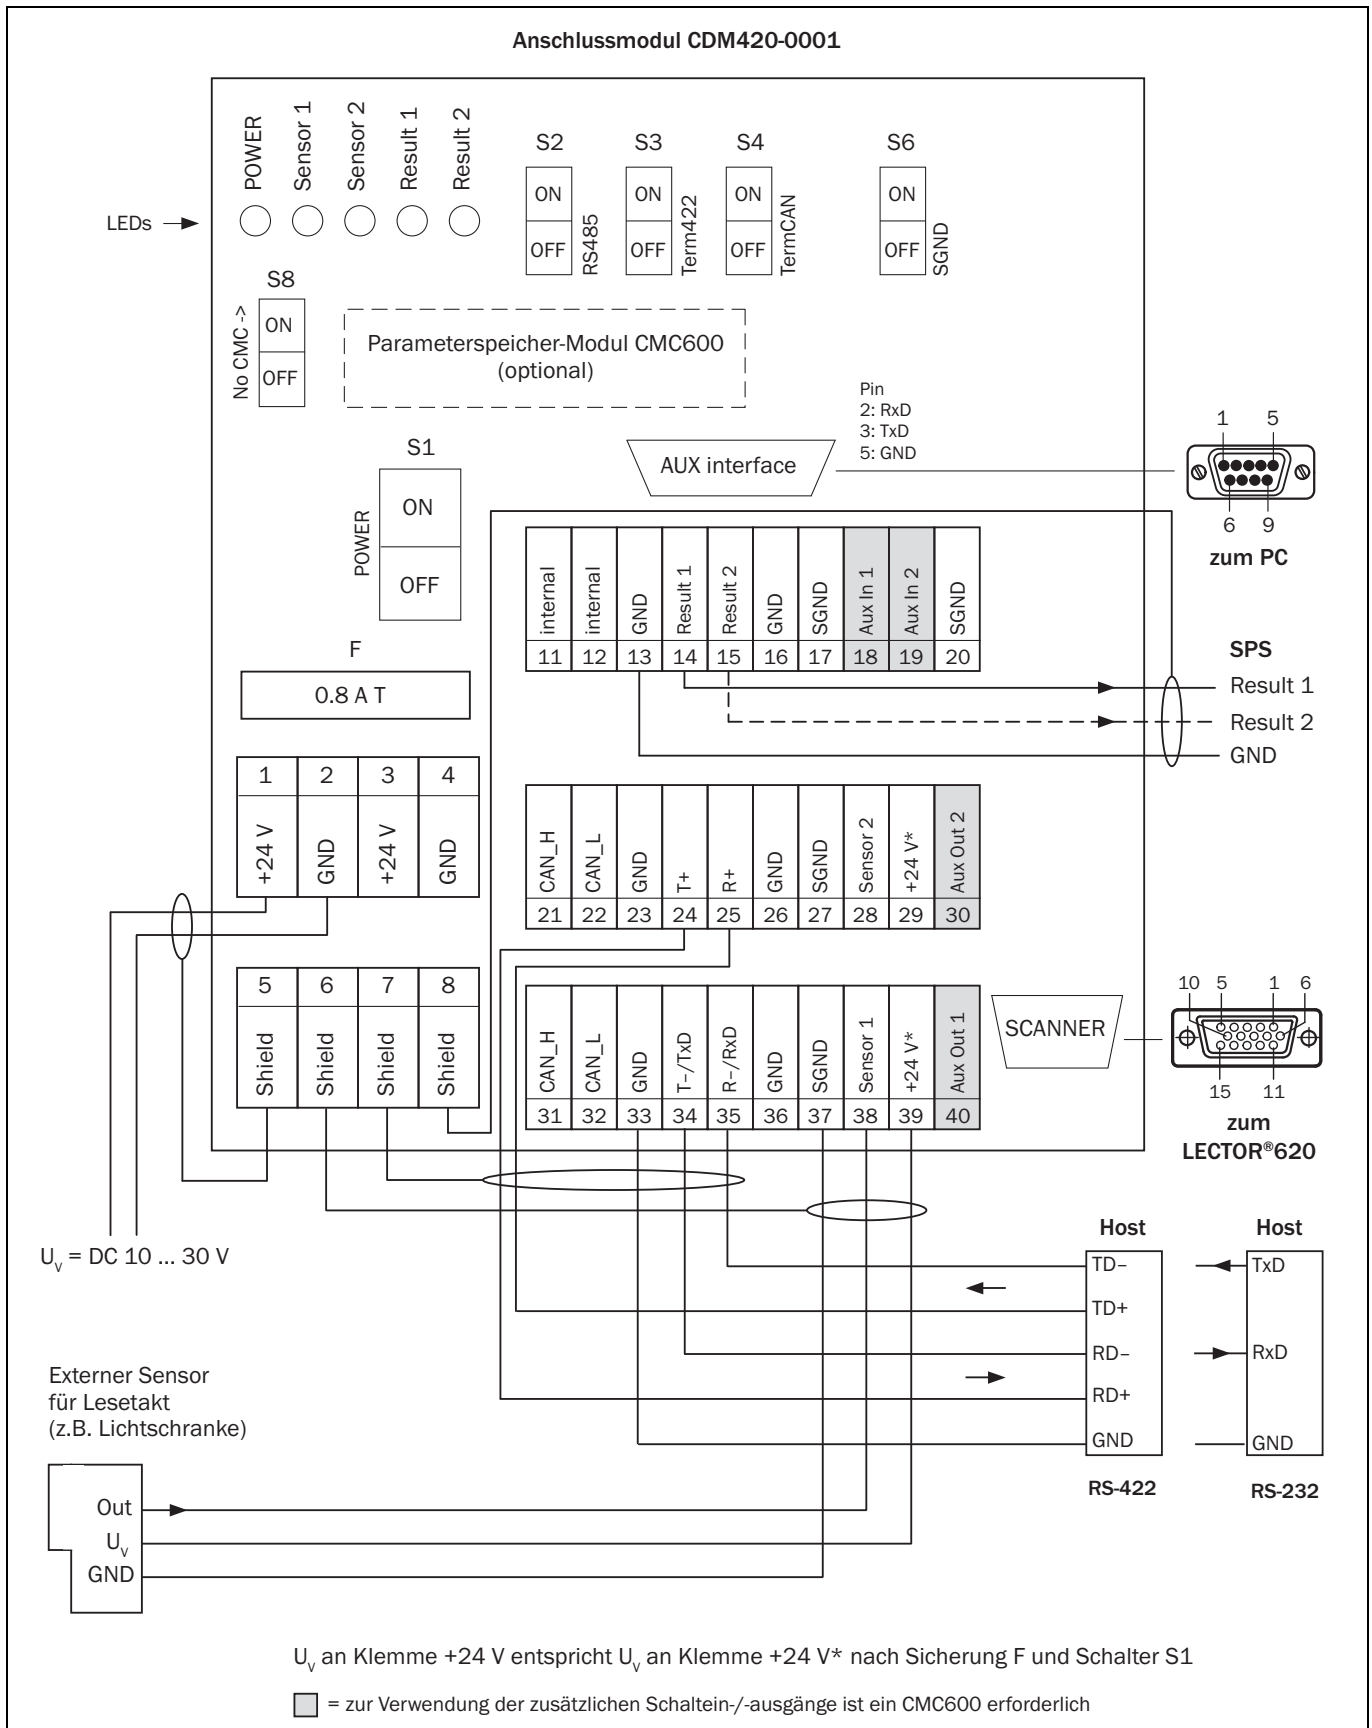 Anschlussmodul CDM420-0001
POWER
Sensor 1
Sensor 2
Result 1
Result 2
LEDs
S2
ON
OFF
RS485
S3
ON
OFF
Term422
S4
ON
OFF
TermCAN
S6
ON
OFF
SGND
S8
No CMC ->
ON
OFF
Parameterspeicher-Modul CMC600
(optional)
Pin
2: RxD
3: TxD
5: GND
AUX interface
1 5
6 9
zum PC
S1
POWER
ON
OFF
F
0.8 A T
internal internal GND Result 1 Result 2 GND SGND Aux In 1 Aux In 2 SGND
11 12 13 14 15 16 17 18 19 20
SPS
Result 1
Result 2
GND
1 2 3 4
+24 V GND +24 V GND
CAN_H CAN_L GND T+ R+ GND SGND Sensor 2 +24 V* Aux Out 2
21 22 23 24 25 26 27 28 29 30
5 6 7 8
Shield Shield Shield Shield
CAN_H CAN_L GND T–/TxD R–/RxD GND SGND Sensor 1 +24 V* Aux Out 1
31 32 33 34 35 36 37 38 39 40
SCANNER
10 5 1 6
15 11
zum
LECTOR®620
UV = DC 10 ... 30 V
Host
TD–
TD+
RD–
RD+
GND
RS-422
Host
TxD
RxD
GND
RS-232
Externer Sensor
für Lesetakt
(z.B. Lichtschranke)
Out
UV
GND
UV an Klemme +24 V entspricht UV an Klemme +24 V* nach Sicherung F und Schalter S1
= zur Verwendung der zusätzlichen Schaltein-/-ausgänge ist ein CMC600 erforderlich